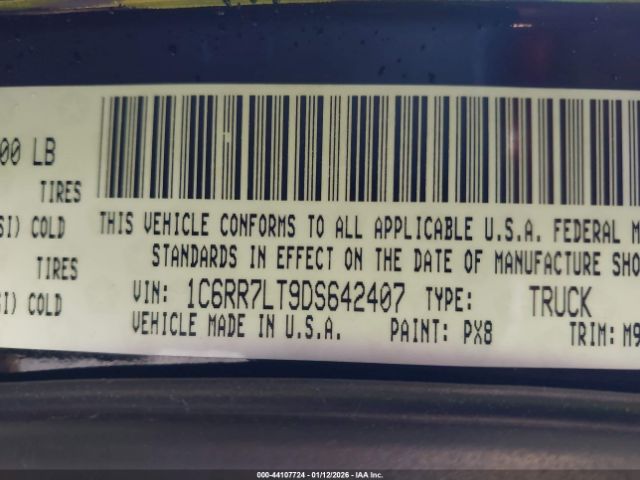 00 LB
TIRES
SI) COLD
TIRES
SI) COLD
THIS VEHICLE CONFORMS TO ALL APPLICABLE U.S.A. FEDERAL M
STANDARDS IN EFFECT ON THE DATE OF MANUFACTURE SHO
VIN: 1C6RR7LT9DS642407 TYPE: TRUCK
VEHICLE MADE IN U.S.A. PAINT: PX8 TRIM: M9
000-44107724 - 01/12/2026 - IAA Inc.